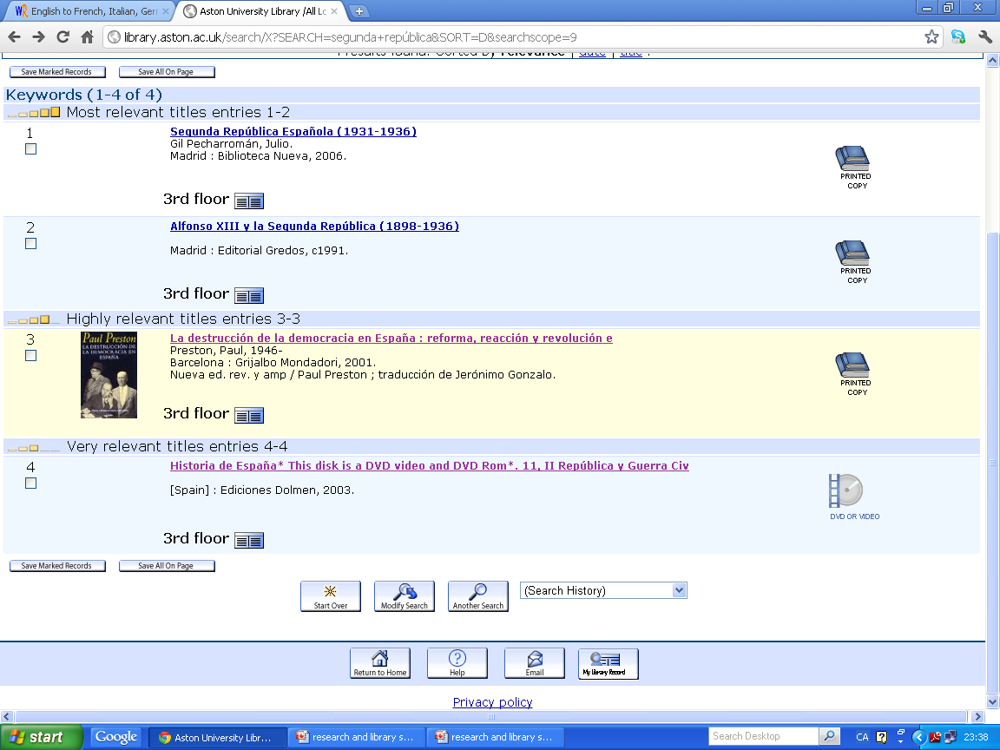 English to French, Italian, Ger
Aston University Library /All Lo
library.aston.ac.uk/search/X?SEARCH=segunda+república&SORT=D&searchscope=9
results found. Sorted by relevance | date | title .
Save Marked Records Save All On Page
Keywords (1-4 of 4)
Most relevant titles entries 1-2
1
Segunda República Española (1931-1936)
Gil Pecharromán, Julio.
Madrid : Biblioteca Nueva, 2006.
PRINTED
COPY
3rd floor
2
Alfonso XIII y la Segunda República (1898-1936)
Madrid : Editorial Gredos, c1991.
PRINTED
COPY
3rd floor
Highly relevant titles entries 3-3
3
Paul Preston
LA DESTRUCCIÓN DE
LA DEMOCRACIA EN
ESPAÑA
La destrucción de la democracia en España : reforma, reacción y revolución e
Preston, Paul, 1946-
Barcelona : Grijalbo Mondadori, 2001.
Nueva ed. rev. y amp / Paul Preston ; traducción de Jerónimo Gonzalo.
PRINTED
COPY
3rd floor
Very relevant titles entries 4-4
4
Historia de España* This disk is a DVD video and DVD Rom*. 11, II República y Guerra Civ
[Spain] : Ediciones Dolmen, 2003.
DVD OR VIDEO
3rd floor
Save Marked Records Save All On Page
Start Over Modify Search Another Search (Search History)
Return to Home Help Email My Library Record
Privacy policy
start Google Aston University Libr... research and library s... research and library s... Search Desktop CA 23:38